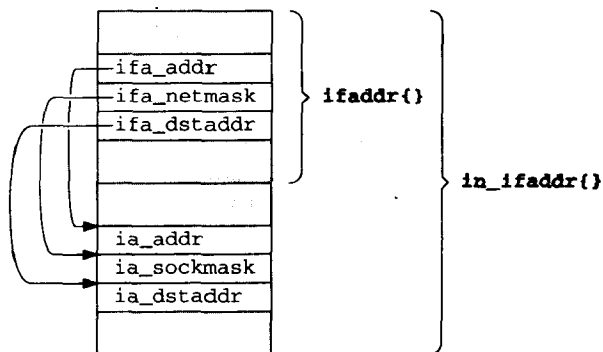 ifa_addr
ifa_netmask
ifaddr{}
ifa_dstaddr
in_ifaddr{}
ia_addr
ia_sockmask
ia_dstaddr